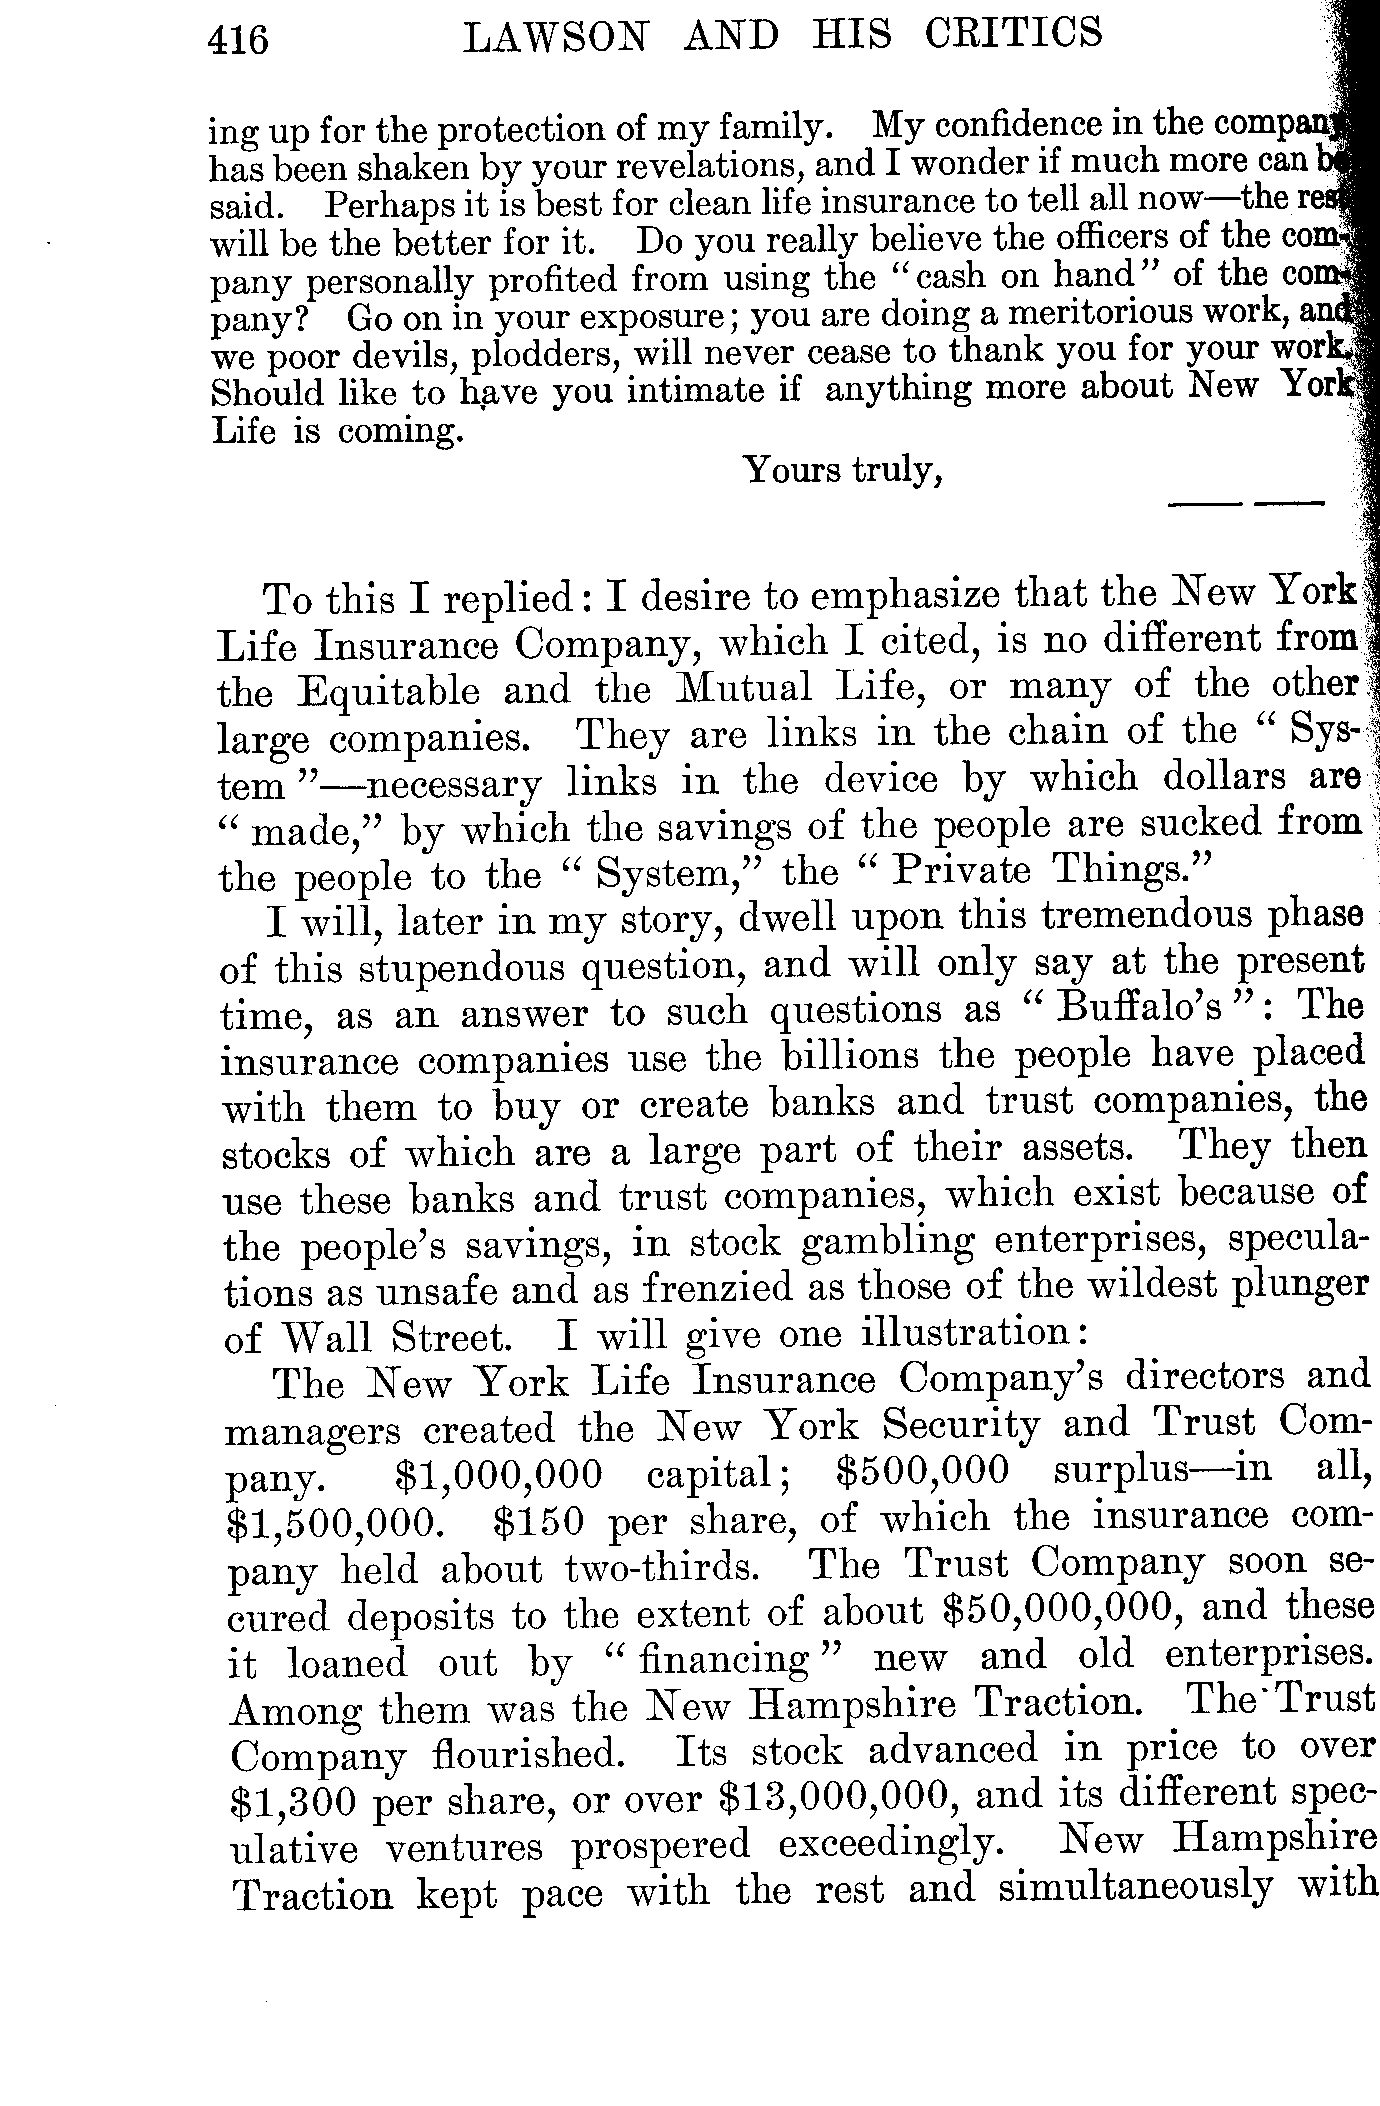 416 LAWSON AND HIS CRITICS
ing up for the protection of my family. My confidence in the company
has been shaken by your revelations, and I wonder if much more can be
said. Perhaps it is best for clean life insurance to tell all now—the rest
will be the better for it. Do you really believe the officers of the com-
pany personally profited from using the "cash on hand" of the com-
pany? Go on in your exposure; you are doing a meritorious work, and
we poor devils, plodders, will never cease to thank you for your work.
Should like to have you intimate if anything more about New York
Life is coming.
Yours truly,
— —
To this I replied: I desire to emphasize that the New York
Life Insurance Company, which I cited, is no different from
the Equitable and the Mutual Life, or many of the other
large companies. They are links in the chain of the " Sys-
tem "—necessary links in the device by which dollars are
" made," by which the savings of the people are sucked from
the people to the " System," the " Private Things."
I will, later in my story, dwell upon this tremendous phase
of this stupendous question, and will only say at the present
time, as an answer to such questions as " Buffalo's ": The
insurance companies use the billions the people have placed
with them to buy or create banks and trust companies, the
stocks of which are a large part of their assets. They then
use these banks and trust companies, which exist because of
the people's savings, in stock gambling enterprises, specula-
tions as unsafe and as frenzied as those of the wildest plunger
of Wall Street. I will give one illustration:
The New York Life Insurance Company's directors and
managers created the New York Security and Trust Com-
pany. $1,000,000 capital; $500,000 surplus—in all,
$1,500,000. $150 per share, of which the insurance com-
pany held about two-thirds. The Trust Company soon se-
cured deposits to the extent of about $50,000,000, and these
it loaned out by " financing " new and old enterprises.
Among them was the New Hampshire Traction. The Trust
Company flourished. Its stock advanced in price to over
$1,300 per share, or over $13,000,000, and its different spec-
ulative ventures prospered exceedingly. New Hampshire
Traction kept pace with the rest and simultaneously with